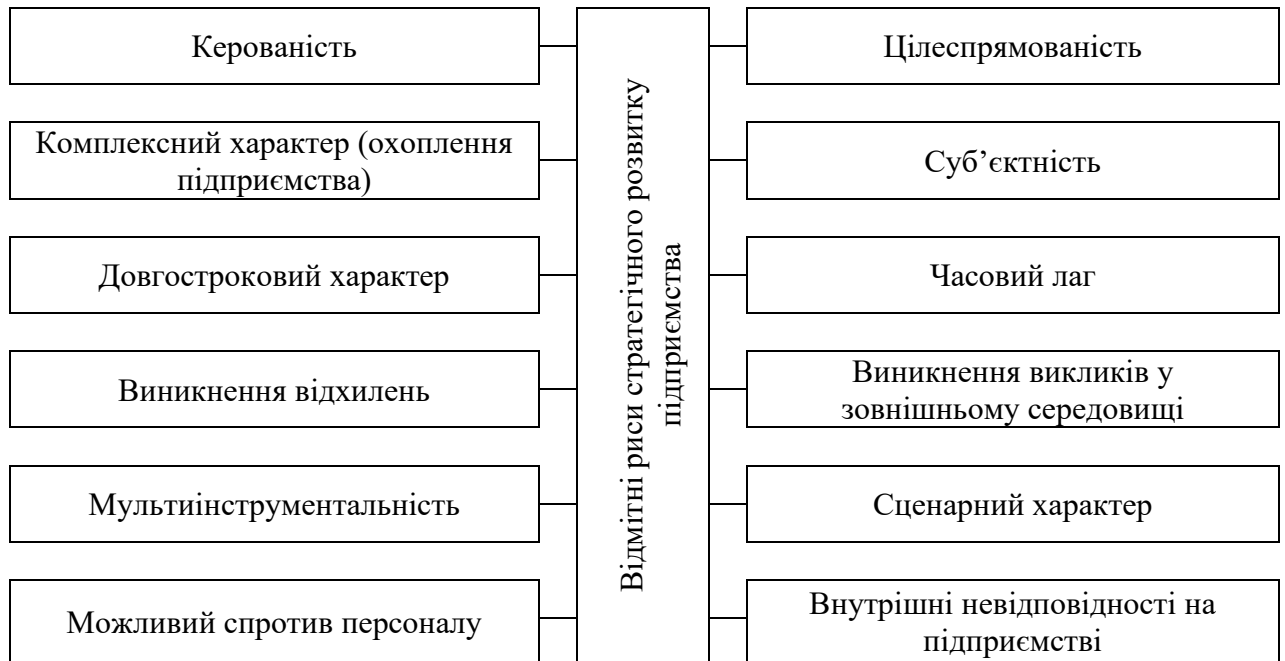 Керованість
Комплексний характер (охоплення
підприємства)
Довгостроковий характер
Виникнення відхилень
Мультиінструментальність
Можливий спротив персоналу
Відмітні риси стратегічного розвитку
підприємства
Цілеспрямованість
Суб’єктність
Часовий лаг
Виникнення викликів у
зовнішньому середовищі
Сценарний характер
Внутрішні невідповідності на
підприємстві